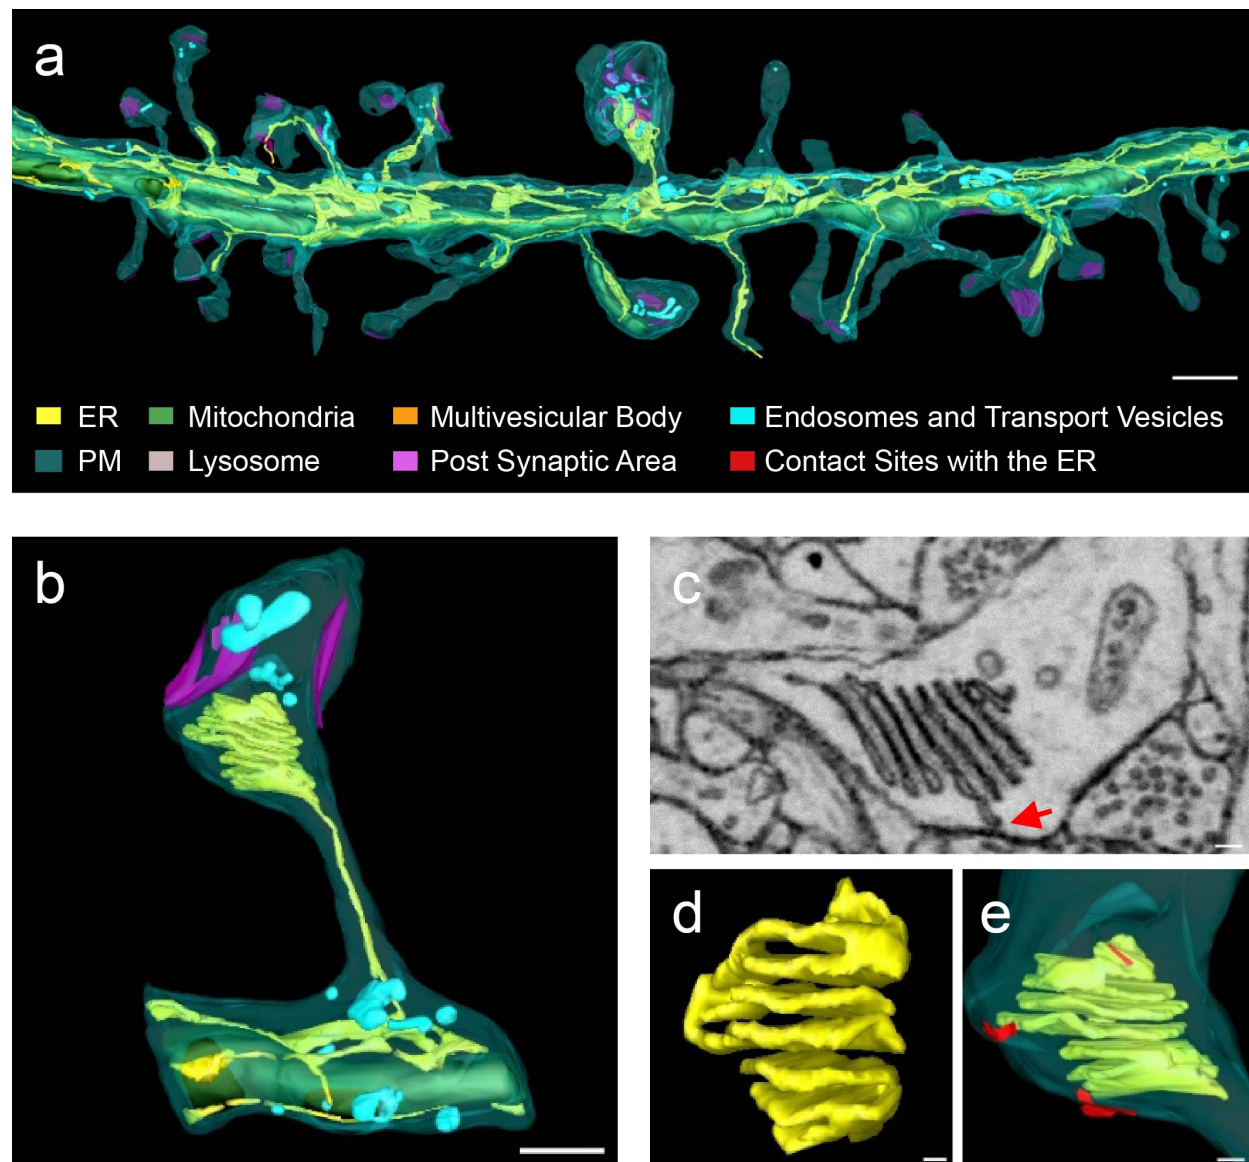 a
ER Mitochondria Multivesicular Body Endosomes and Transport Vesicles
PM Lysosome Post Synaptic Area Contact Sites with the ER
b
c
d
e